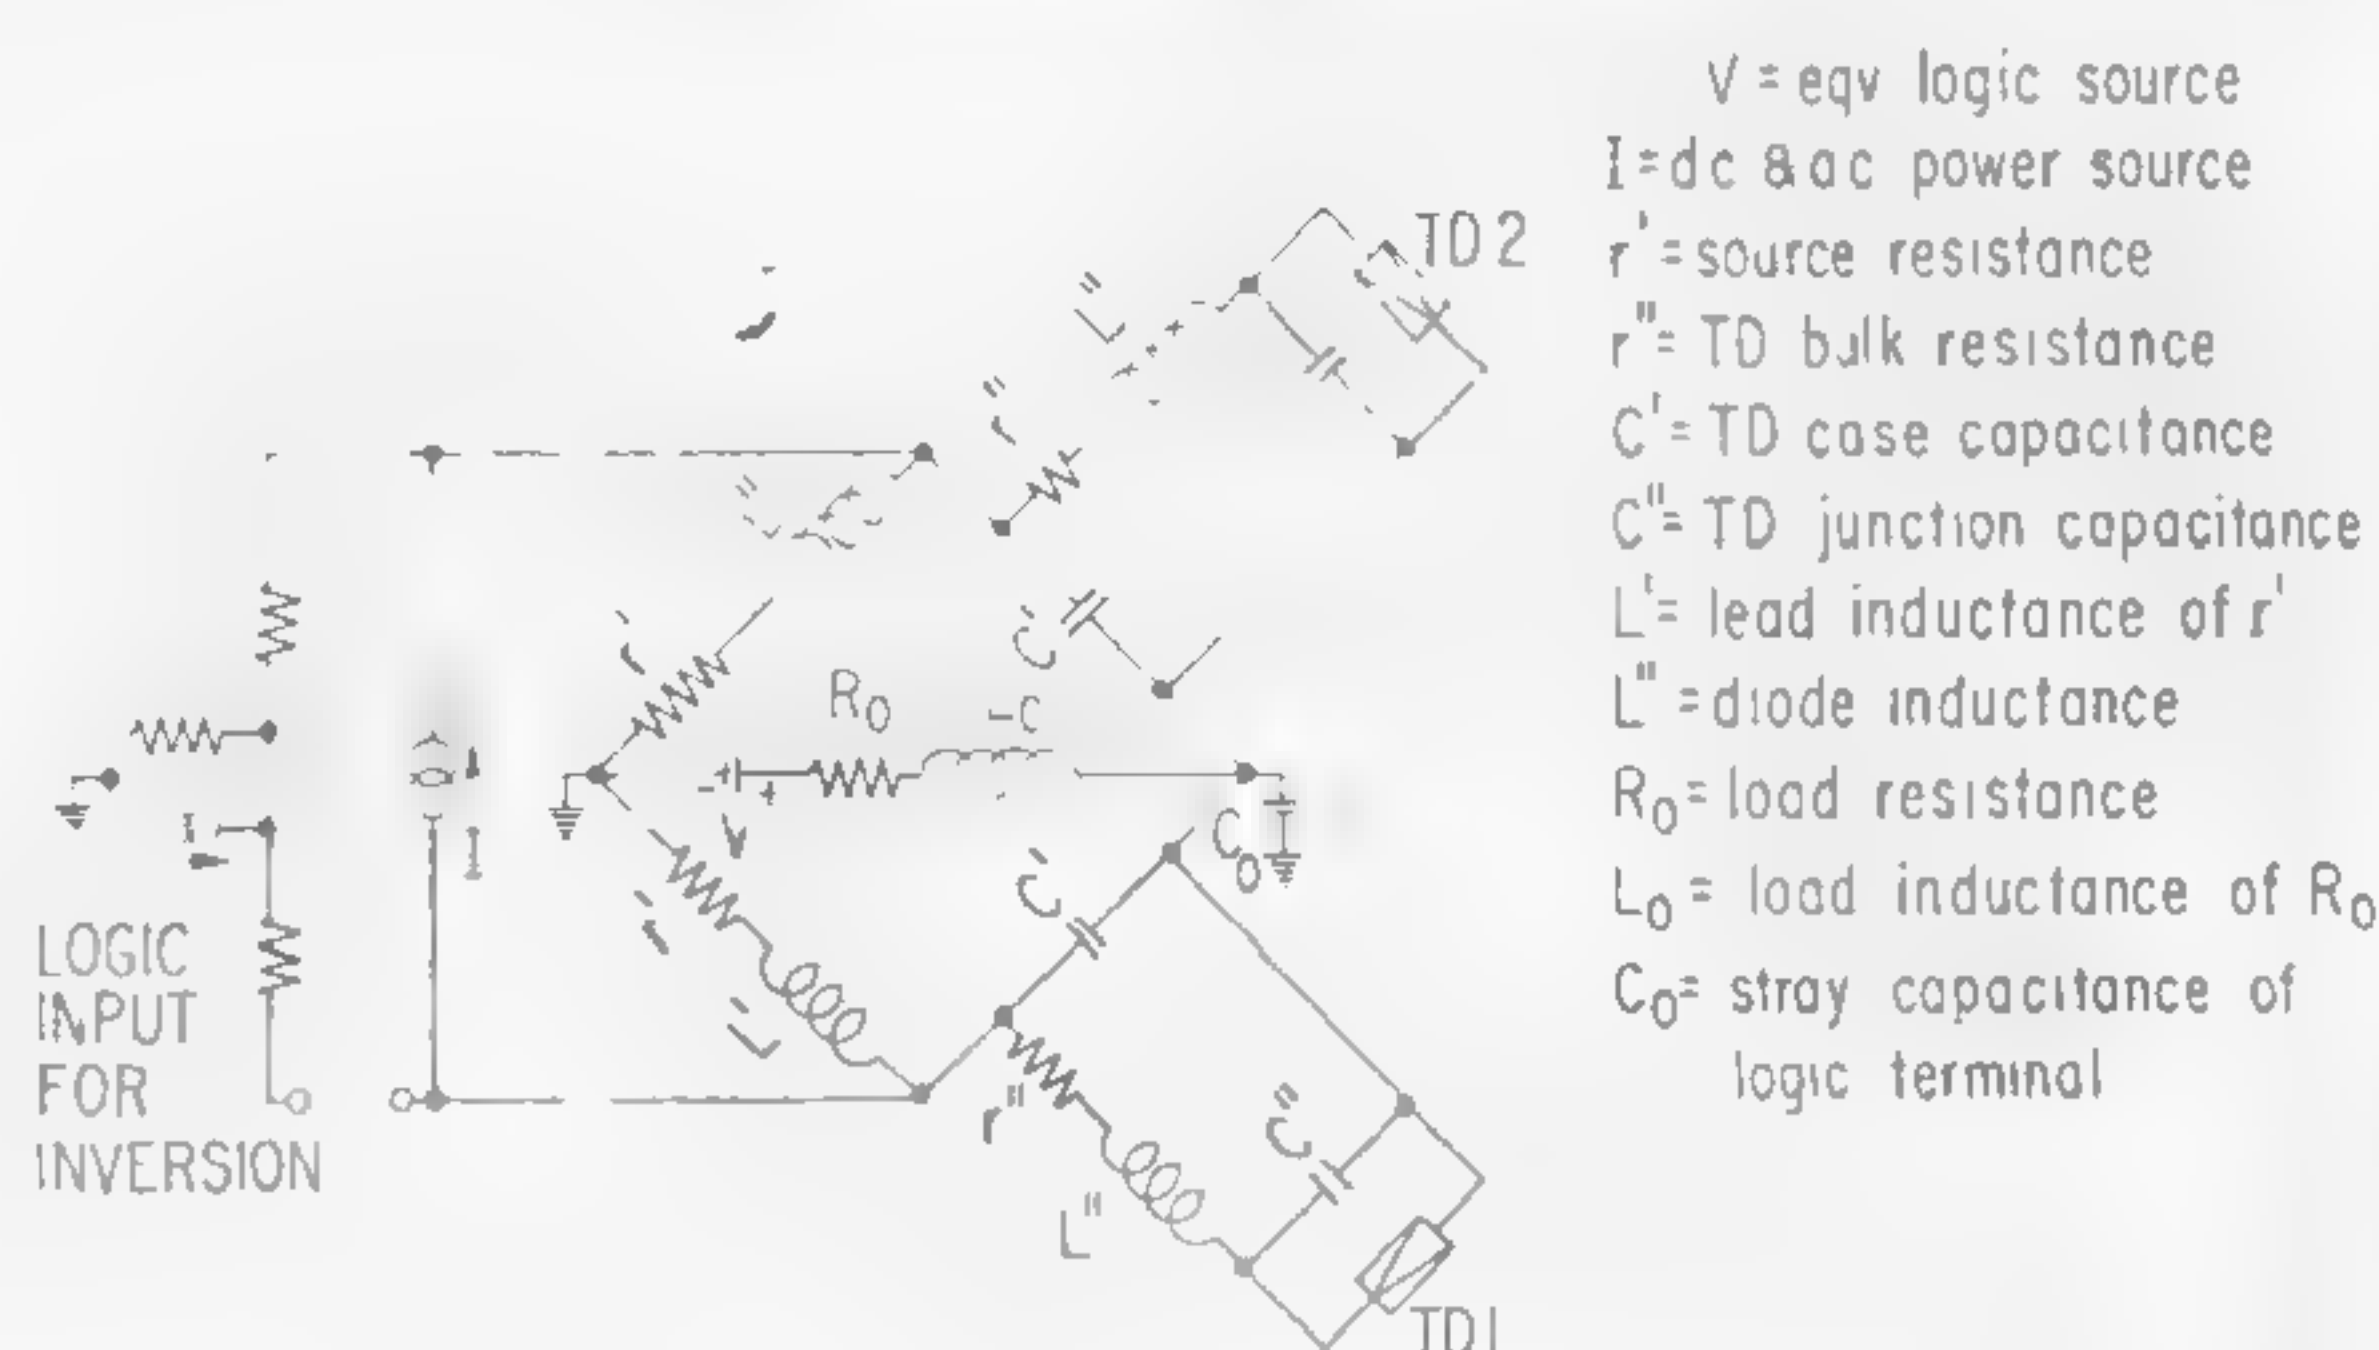 V = eqv logic source
I = dc & ac power source
r' = source resistance
r" = TD bulk resistance
C' = TD case capacitance
C" = TD junction capacitance
L' = lead inductance of r'
L" = diode inductance
R0 = load resistance
L0 = load inductance of R0
C0 = stray capacitance of
logic terminal
TD2
L"
r"
r'
C'
R0
V
C0
I
C'
r'
L'
r"
C"
L"
TD1
LOGIC
INPUT
FOR
INVERSION